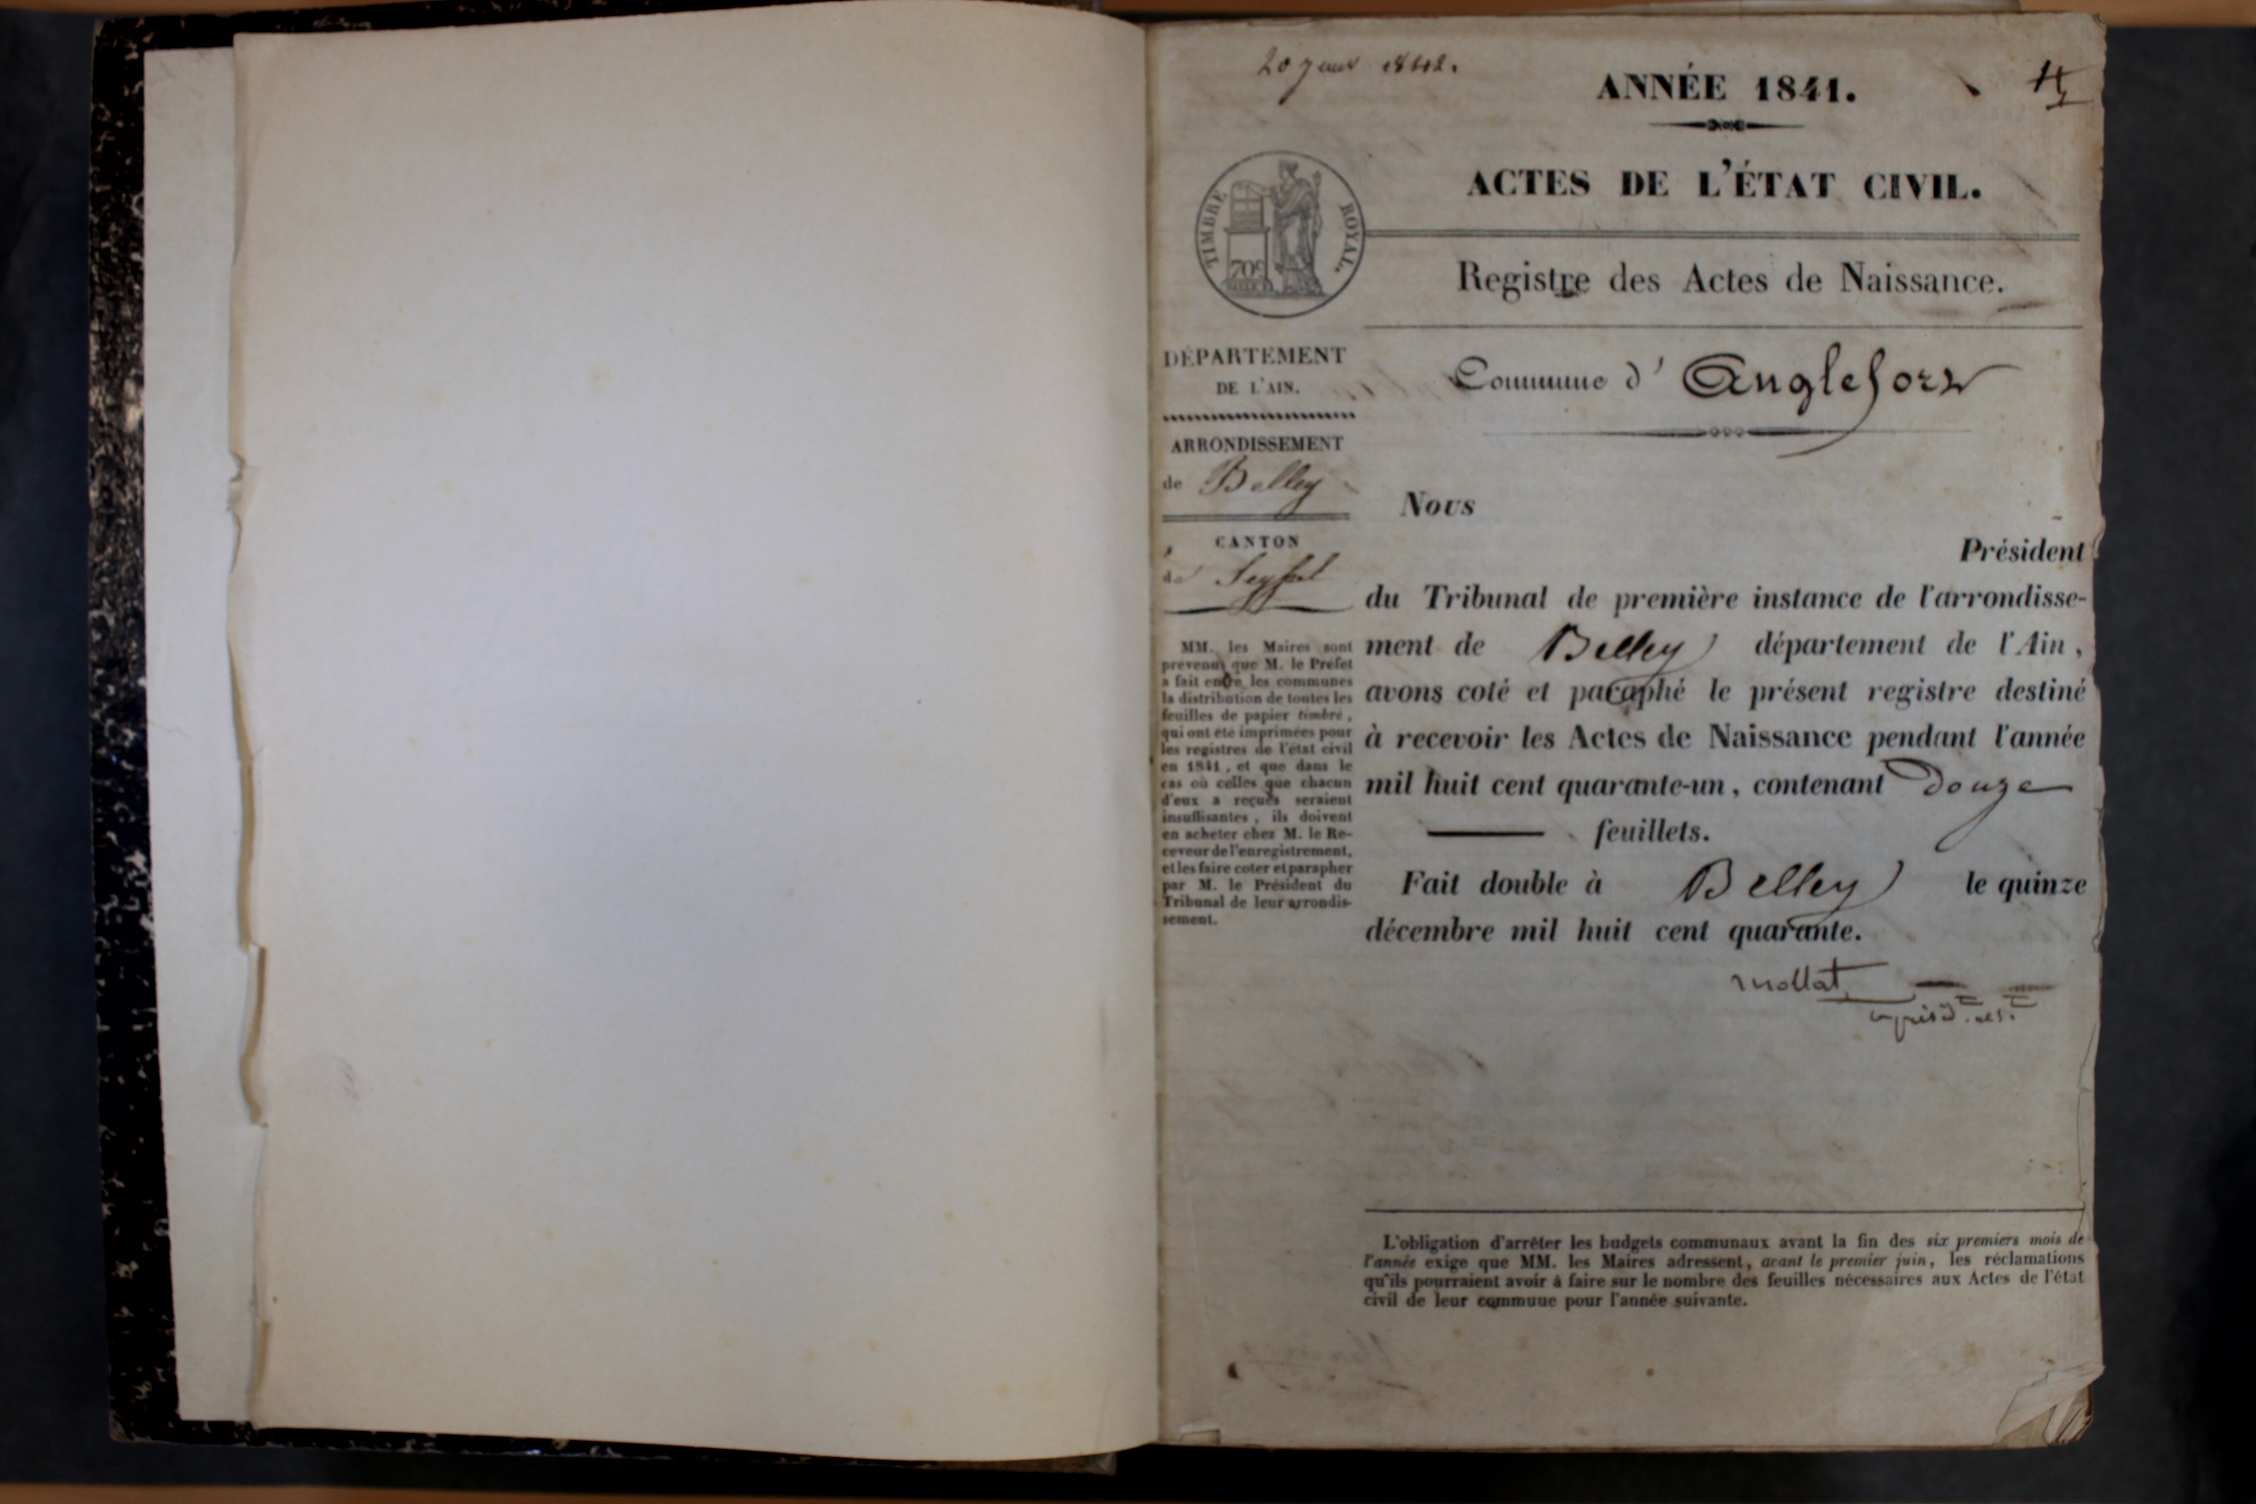 20 janv 1842.
ANNÉE 1841.
ACTES DE L'ÉTAT CIVIL.
TIMBRE ROYAL.
709
Registre des Actes de Naissance.
DÉPARTEMENT
DE L'AIN.
ARRONDISSEMENT
de Belley
CANTON
de Seyssel
MM. les Maires sont
prévenus que M. le Préfet
a fait entre les communes
la distribution de toutes les
feuilles de papier timbré,
qui ont été imprimées pour
les registres de l'état civil
en 1841, et que dans le
cas où celles que chacun
d'eux a reçues seraient
insuffisantes, ils doivent
en acheter chez M. le Re-
ceveur de l'enregistrement,
et les faire coter et parapher
par M. le Président du
Tribunal de leur arrondis-
sement.
Commune d'Anglefort
Nous
Président
du Tribunal de première instance de l'arrondisse-
ment de Belley département de l'Ain,
avons coté et paraphé le présent registre destiné
à recevoir les Actes de Naissance pendant l'année
mil huit cent quarante-un, contenant Douze
feuillets.
Fait double à Belley le quinze
décembre mil huit cent quarante.
Mollat
L'obligation d'arrêter les budgets communaux avant la fin des six premiers mois de
l'année exige que MM. les Maires adressent, avant le premier juin, les réclamations
qu'ils pourraient avoir à faire sur le nombre des feuilles nécessaires aux Actes de l'état
civil de leur commune pour l'année suivante.